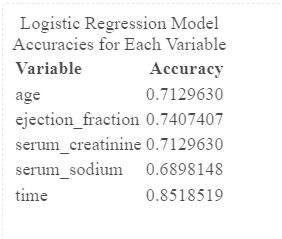 Logistic Regression Model
Accuracies for Each Variable
Variable Accuracy
age 0.7129630
ejection_fraction 0.7407407
serum_creatinine 0.7129630
serum_sodium 0.6898148
time 0.8518519